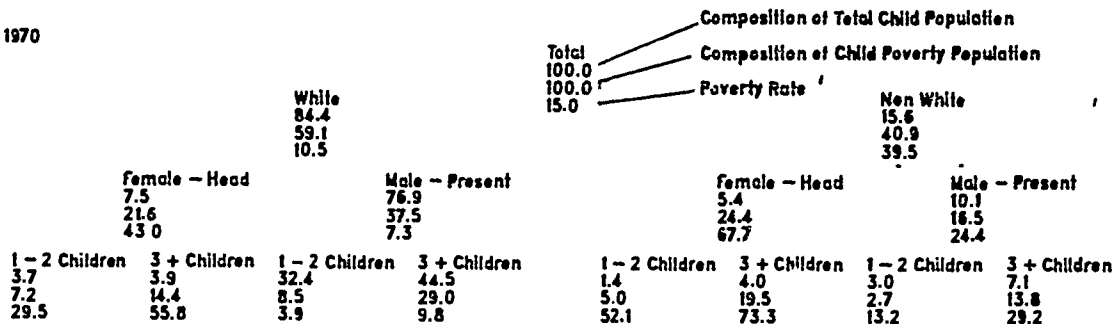 1970
Composition of Total Child Population
Total
100.0
Composition of Child Poverty Population
100.0
Poverty Rate
15.0
White
84.4
59.1
10.5
Non White
15.6
40.9
39.5
Female – Head
7.5
21.6
43 0
Male – Present
76.9
37.5
7.3
Female – Head
5.4
24.4
67.7
Male – Present
10.1
16.5
24.4
1 – 2 Children
3.7
7.2
29.5
3 + Children
3.9
14.4
55.8
1 – 2 Children
32.4
8.5
3.9
3 + Children
44.5
29.0
9.8
1 – 2 Children
1.4
5.0
52.1
3 + Children
4.0
19.5
73.3
1 – 2 Children
3.0
2.7
13.2
3 + Children
7.1
13.8
29.2